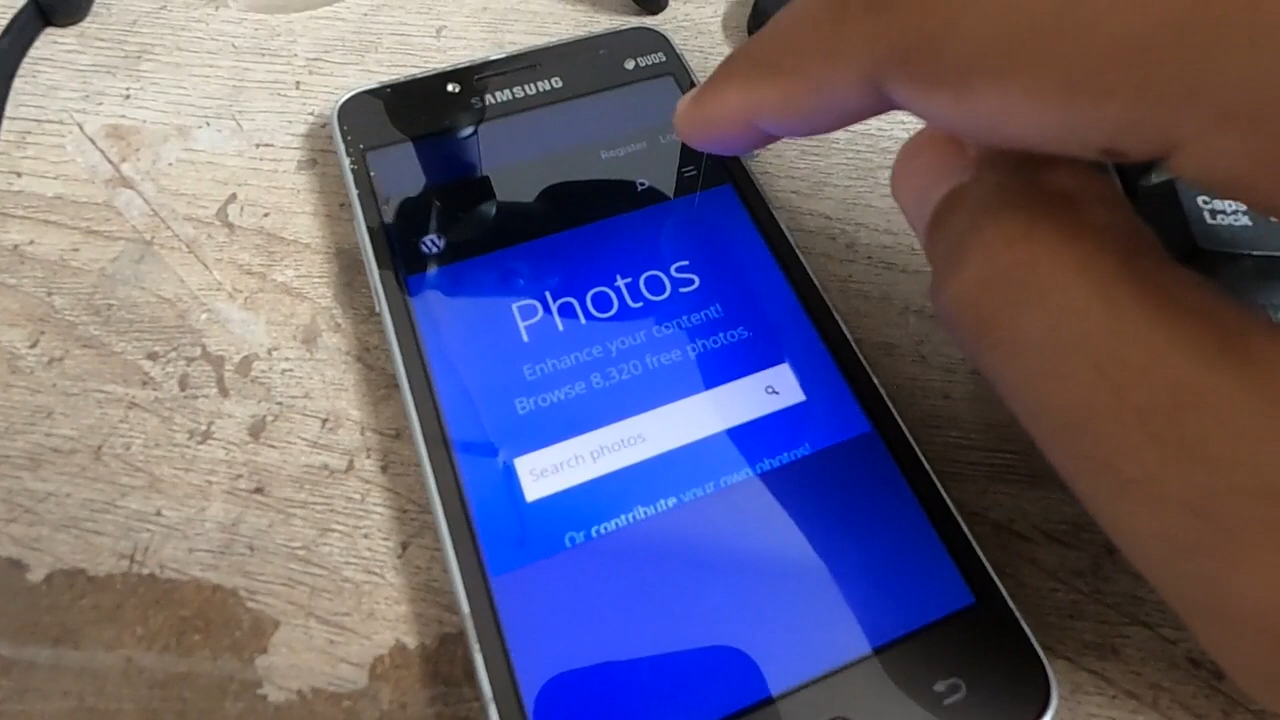 SAMSUNG
DUOS
Register
W
Photos
Enhance your content!
Browse 8,320 free photos.
Search photos
Or contribute your own photos!
Caps
Lock